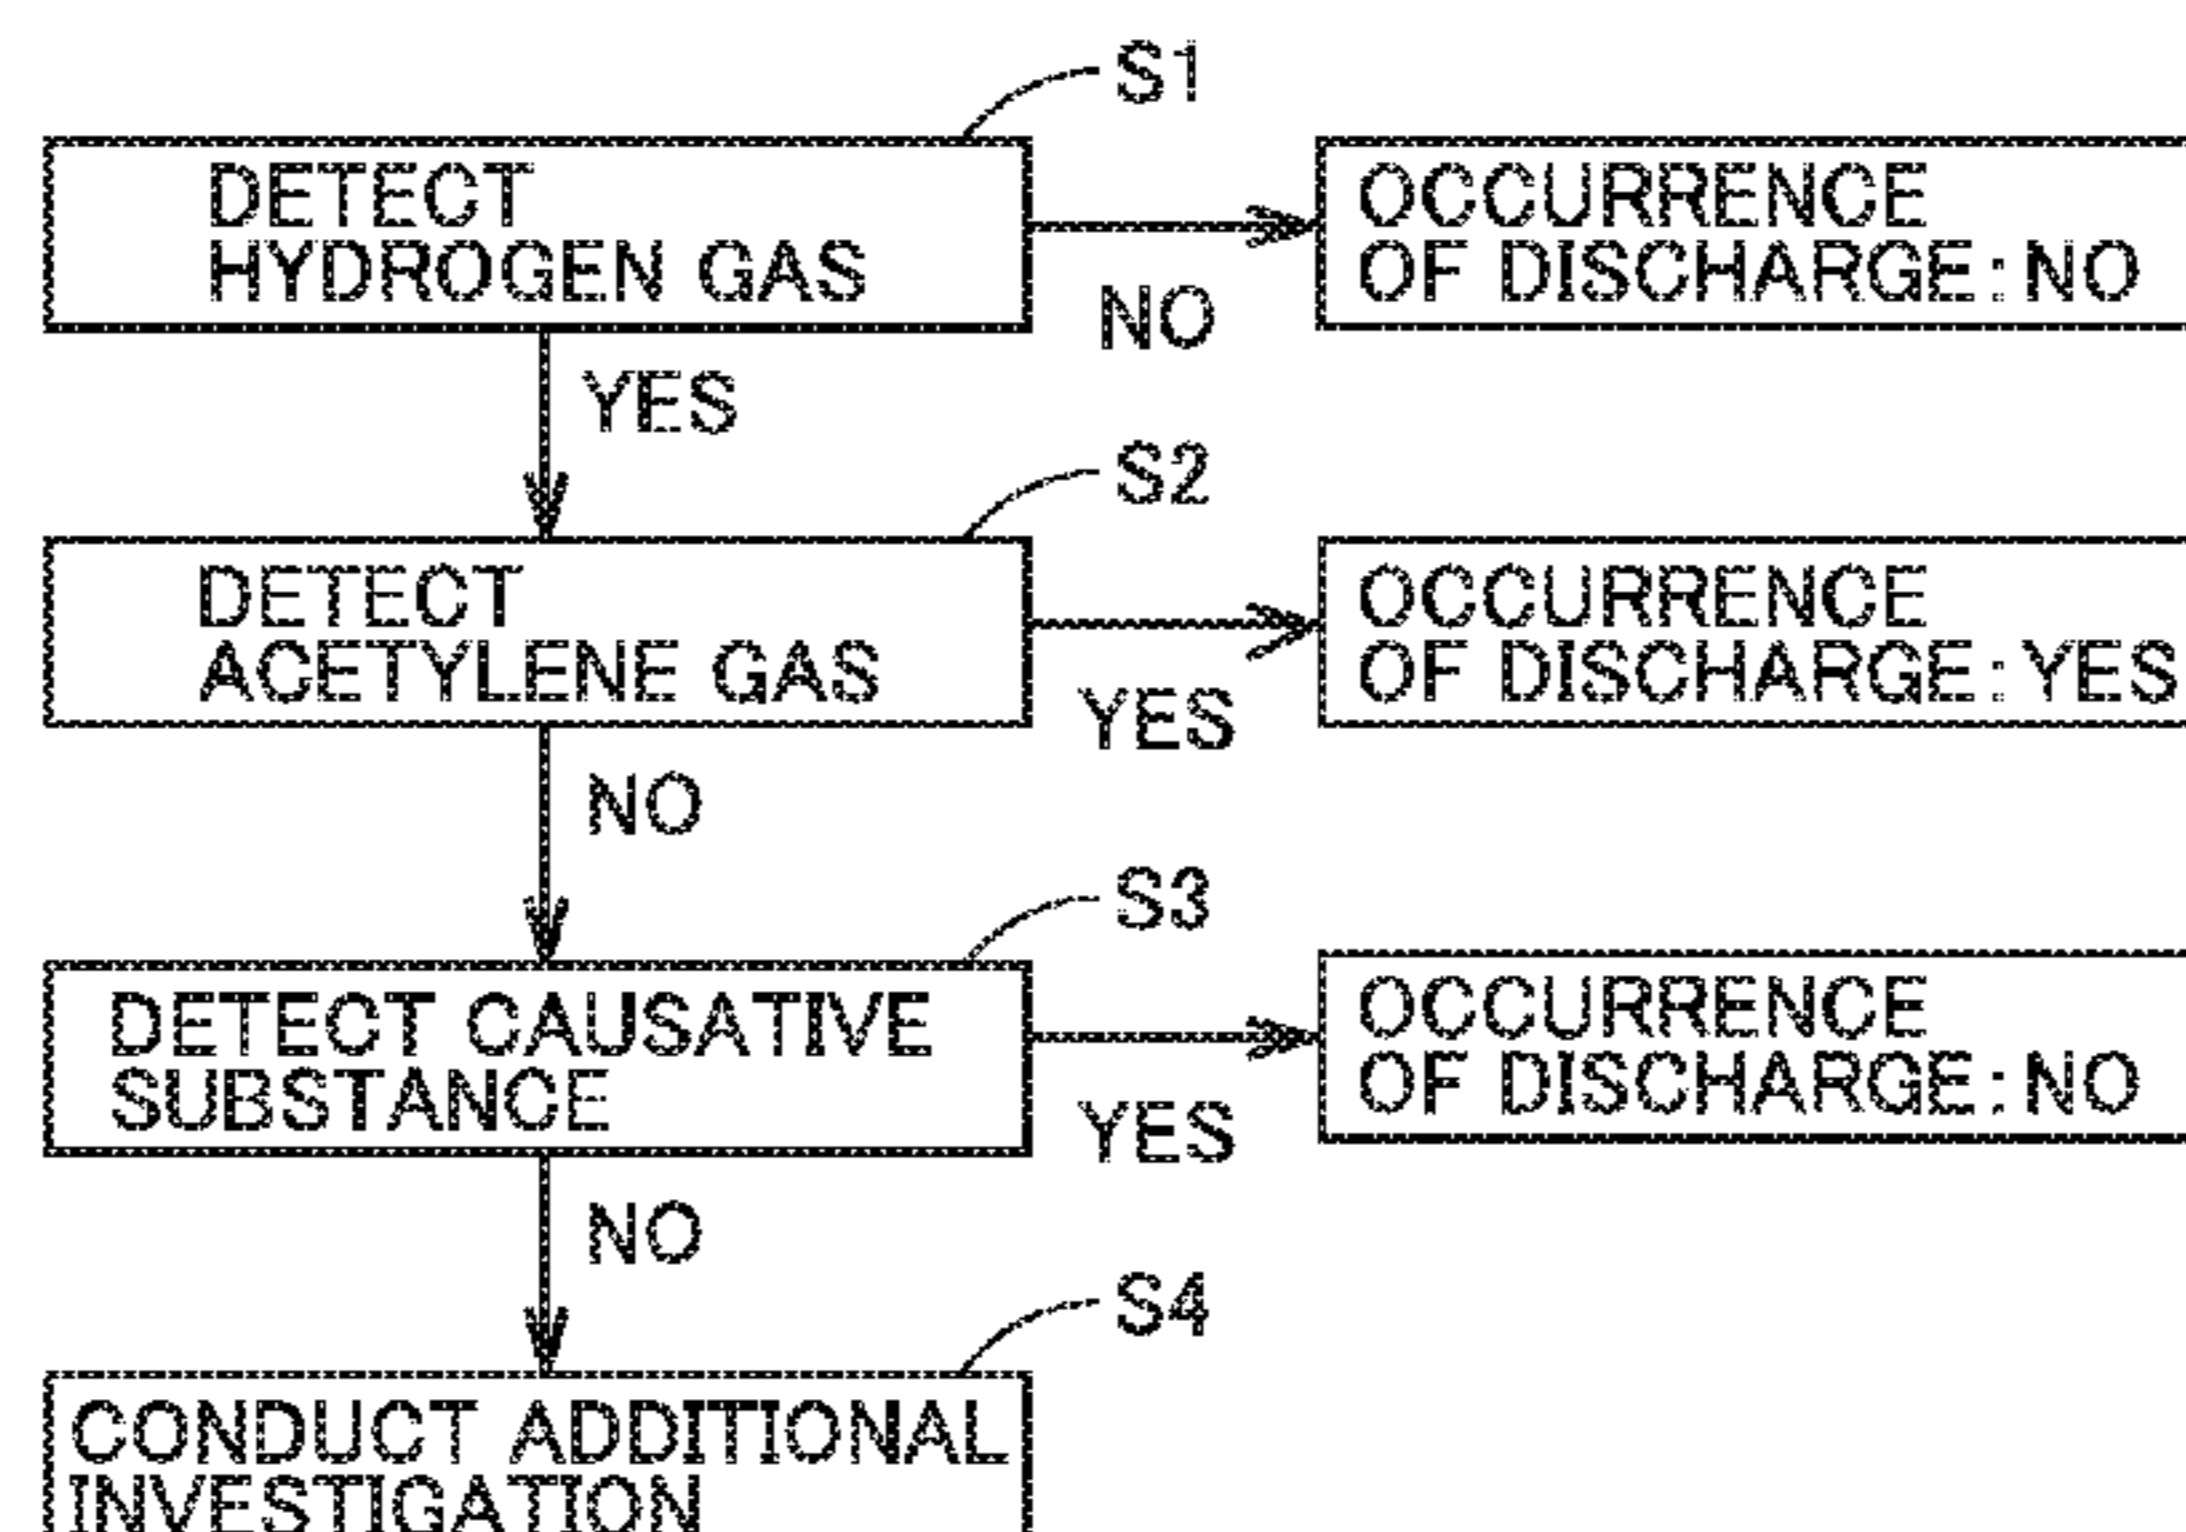 S1
DETECT
HYDROGEN GAS
OCCURRENCE
OF DISCHARGE: NO
NO
YES
S2
DETECT
ACETYLENE GAS
OCCURRENCE
OF DISCHARGE: YES
YES
NO
S3
DETECT CAUSATIVE
SUBSTANCE
OCCURRENCE
OF DISCHARGE: NO
YES
NO
S4
CONDUCT ADDITIONAL
INVESTIGATION